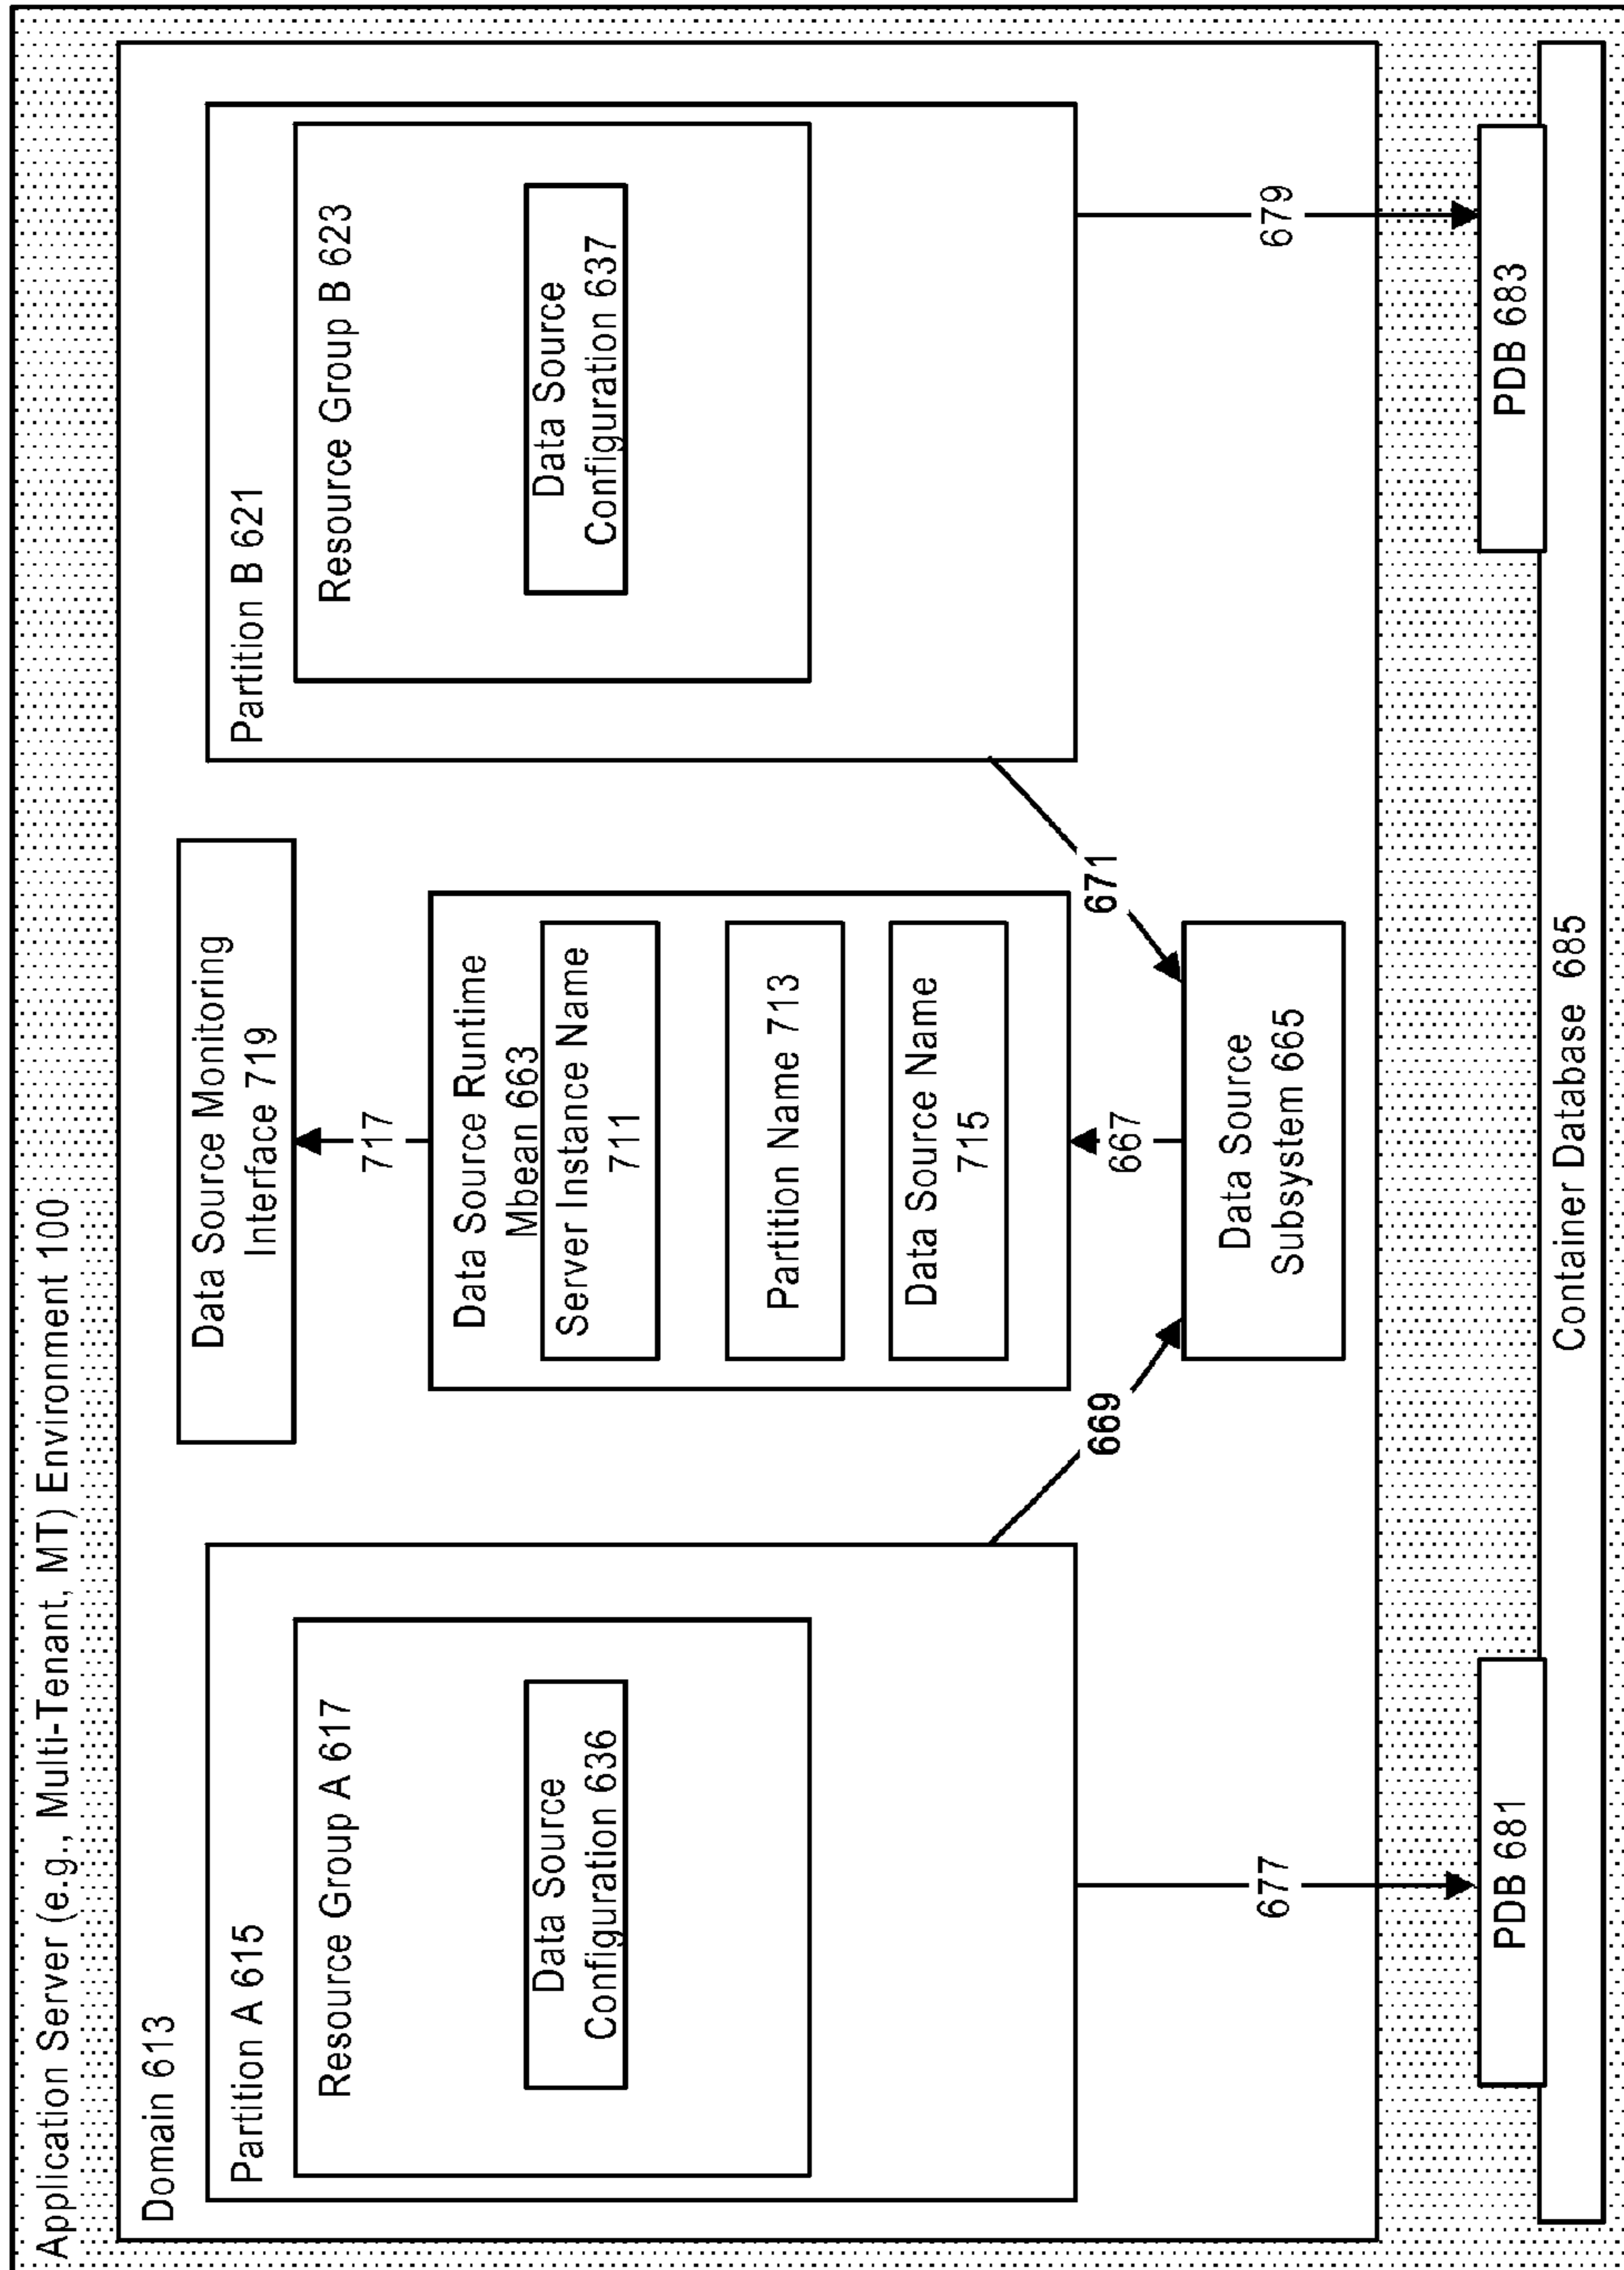 Application Server (e.g., Multi-Tenant, MT) Environment 100
Domain 613
Partition A 615
Resource Group A 617
Data Source
Configuration 636
Data Source Monitoring
Interface 719
717
Data Source Runtime
Mbean 663
Server Instance Name
711
Partition Name 713
Data Source Name
715
667
669
671
Data Source
Subsystem 665
Partition B 621
Resource Group B 623
Data Source
Configuration 637
677
679
PDB 681
PDB 683
Container Database 685